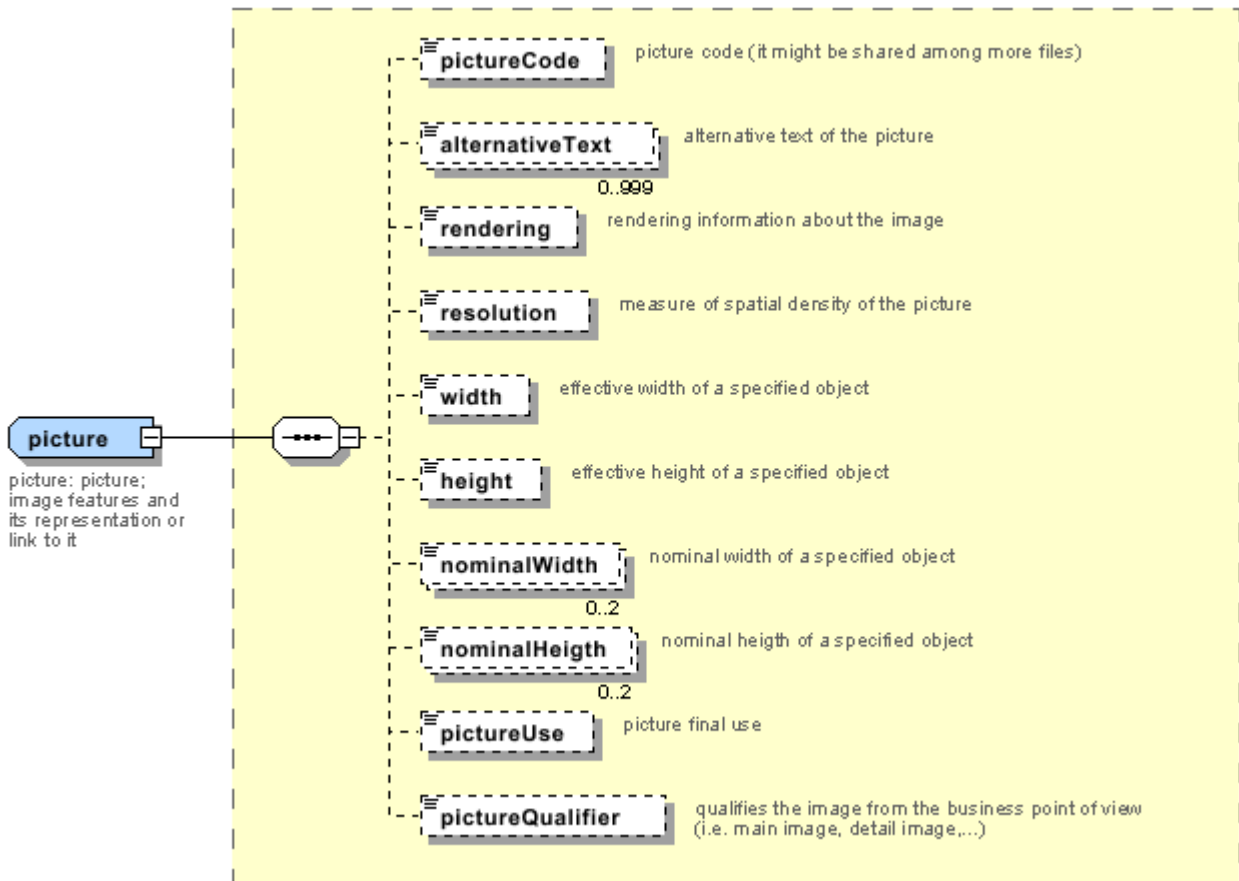 pictureCode
picture code (it might be shared among more files)
alternativeText
alternative text of the picture
0..999
rendering
rendering information about the image
resolution
measure of spatial density of the picture
width
effective width of a specified object
picture
picture: picture;
image features and
its representation or
link to it
height
effective height of a specified object
nominalWidth
nominal width of a specified object
0..2
nominalHeigth
nominal heigth of a specified object
0..2
pictureUse
picture final use
pictureQualifier
qualifies the image from the business point of view
(i.e. main image, detail image,...)